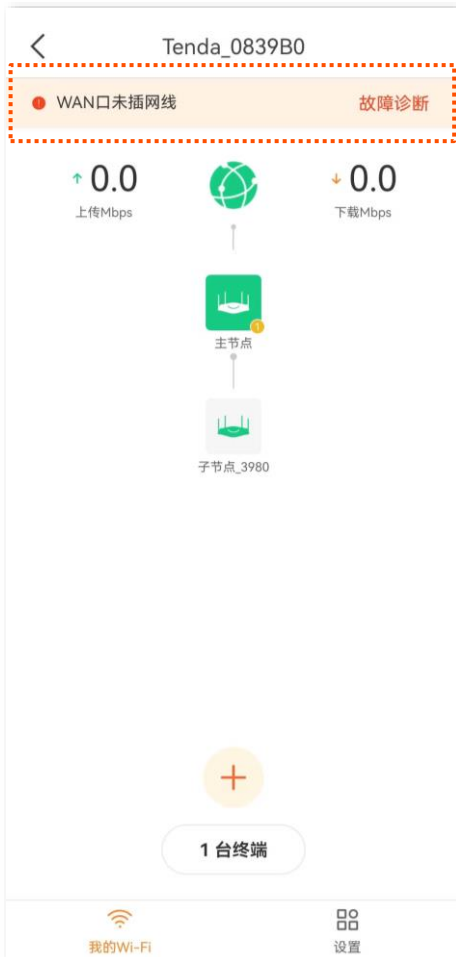 Tenda_0839B0
WAN口未插网线 故障诊断
0.0 0.0
上传Mbps 下载Mbps
1
主节点
子节点_3980
1 台终端
我的Wi-Fi 设置